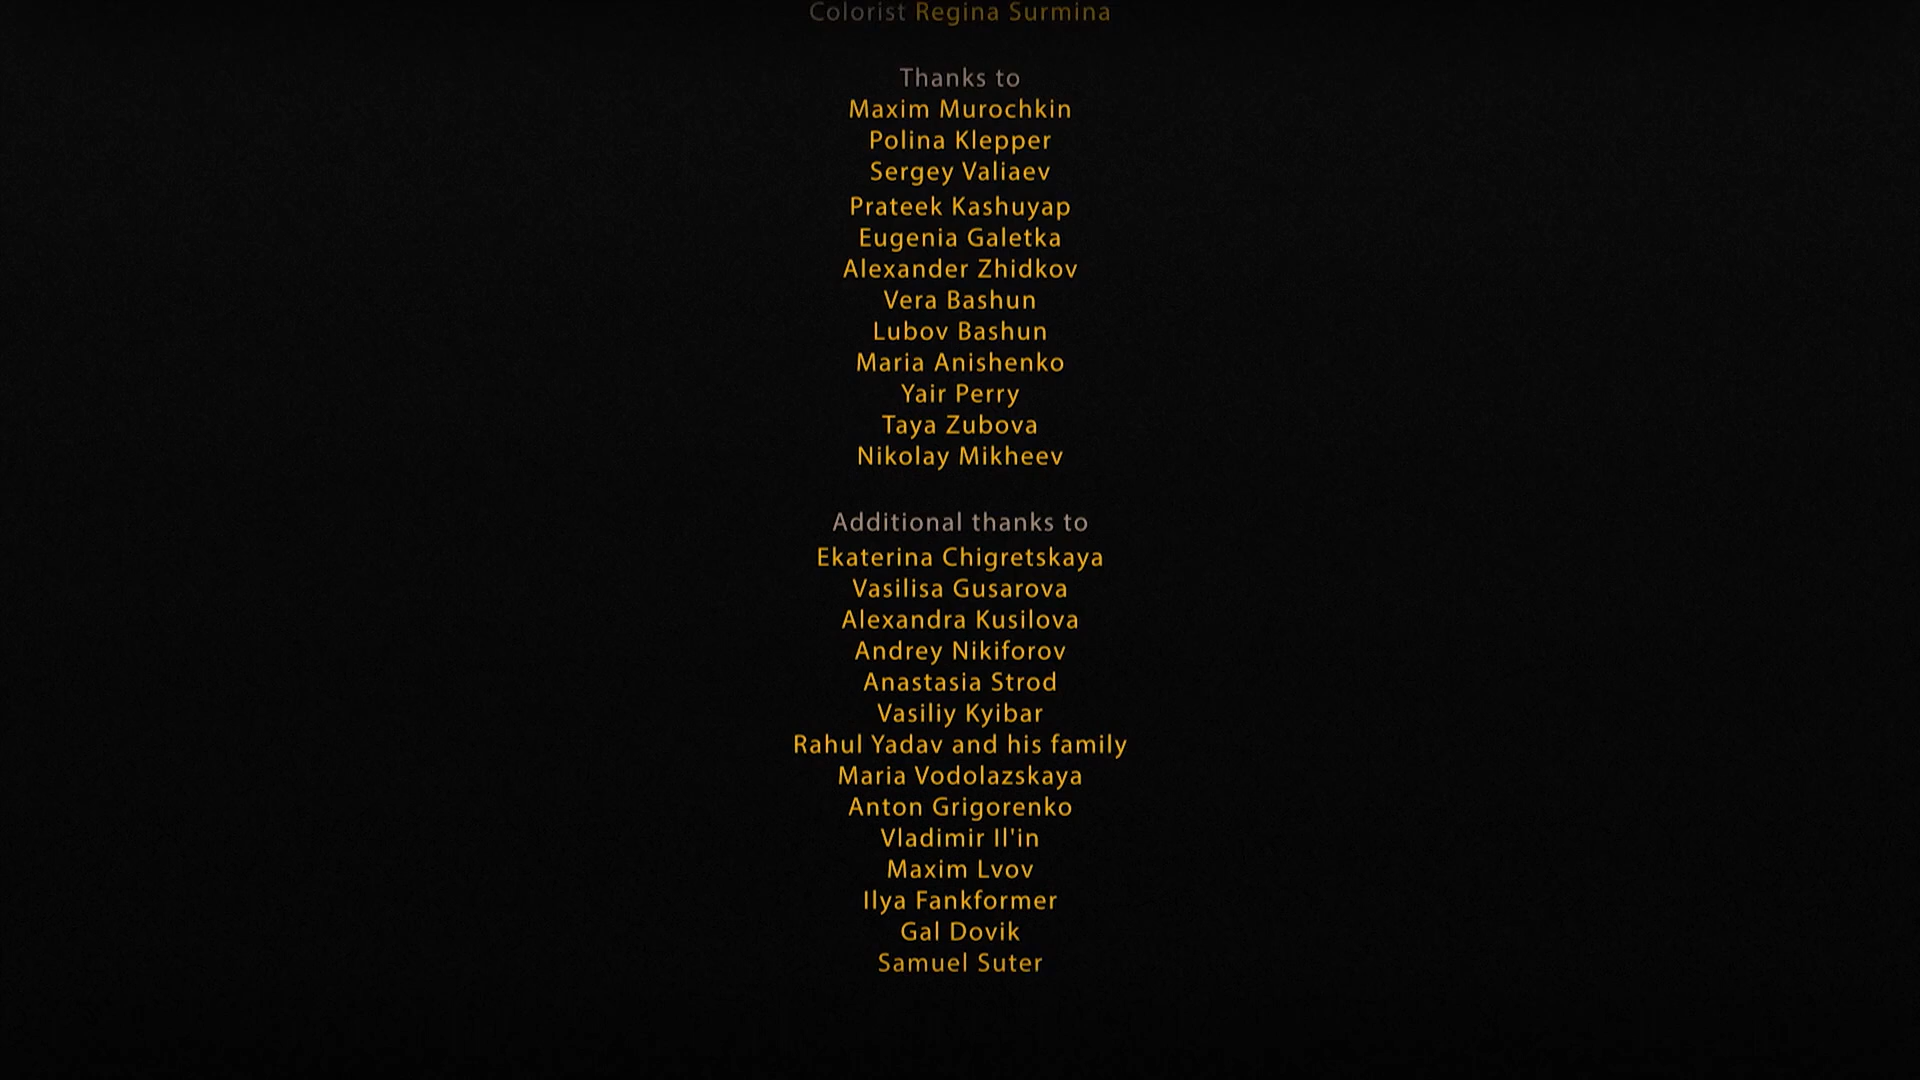 Colorist Regina Surmina
Thanks to
Maxim Murochkin
Polina Klepper
Sergey Valiaev
Prateek Kashuyap
Eugenia Galetka
Alexander Zhidkov
Vera Bashun
Lubov Bashun
Maria Anishenko
Yair Perry
Taya Zubova
Nikolay Mikheev
Additional thanks to
Ekaterina Chigretskaya
Vasilisa Gusarova
Alexandra Kusilova
Andrey Nikiforov
Anastasia Strod
Vasiliy Kyibar
Rahul Yadav and his family
Maria Vodolazskaya
Anton Grigorenko
Vladimir Il'in
Maxim Lvov
Ilya Fankformer
Gal Dovik
Samuel Suter